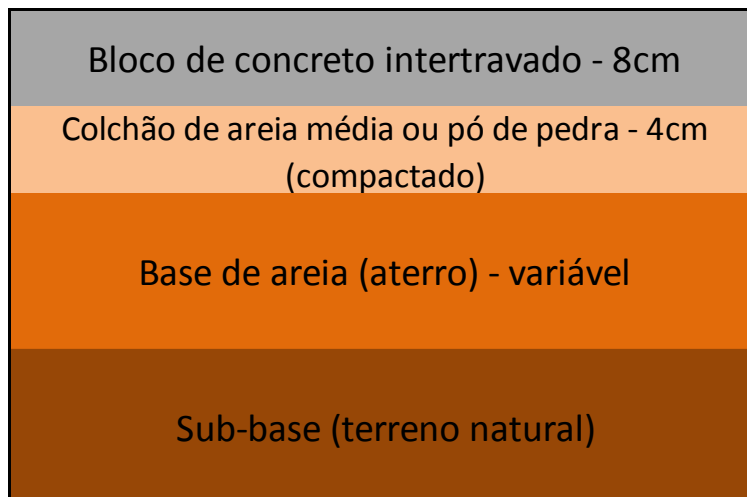 Bloco de concreto intertravado - 8cm
Colchão de areia média ou pó de pedra - 4cm
(compactado)
Base de areia (aterro) - variável
Sub-base (terreno natural)